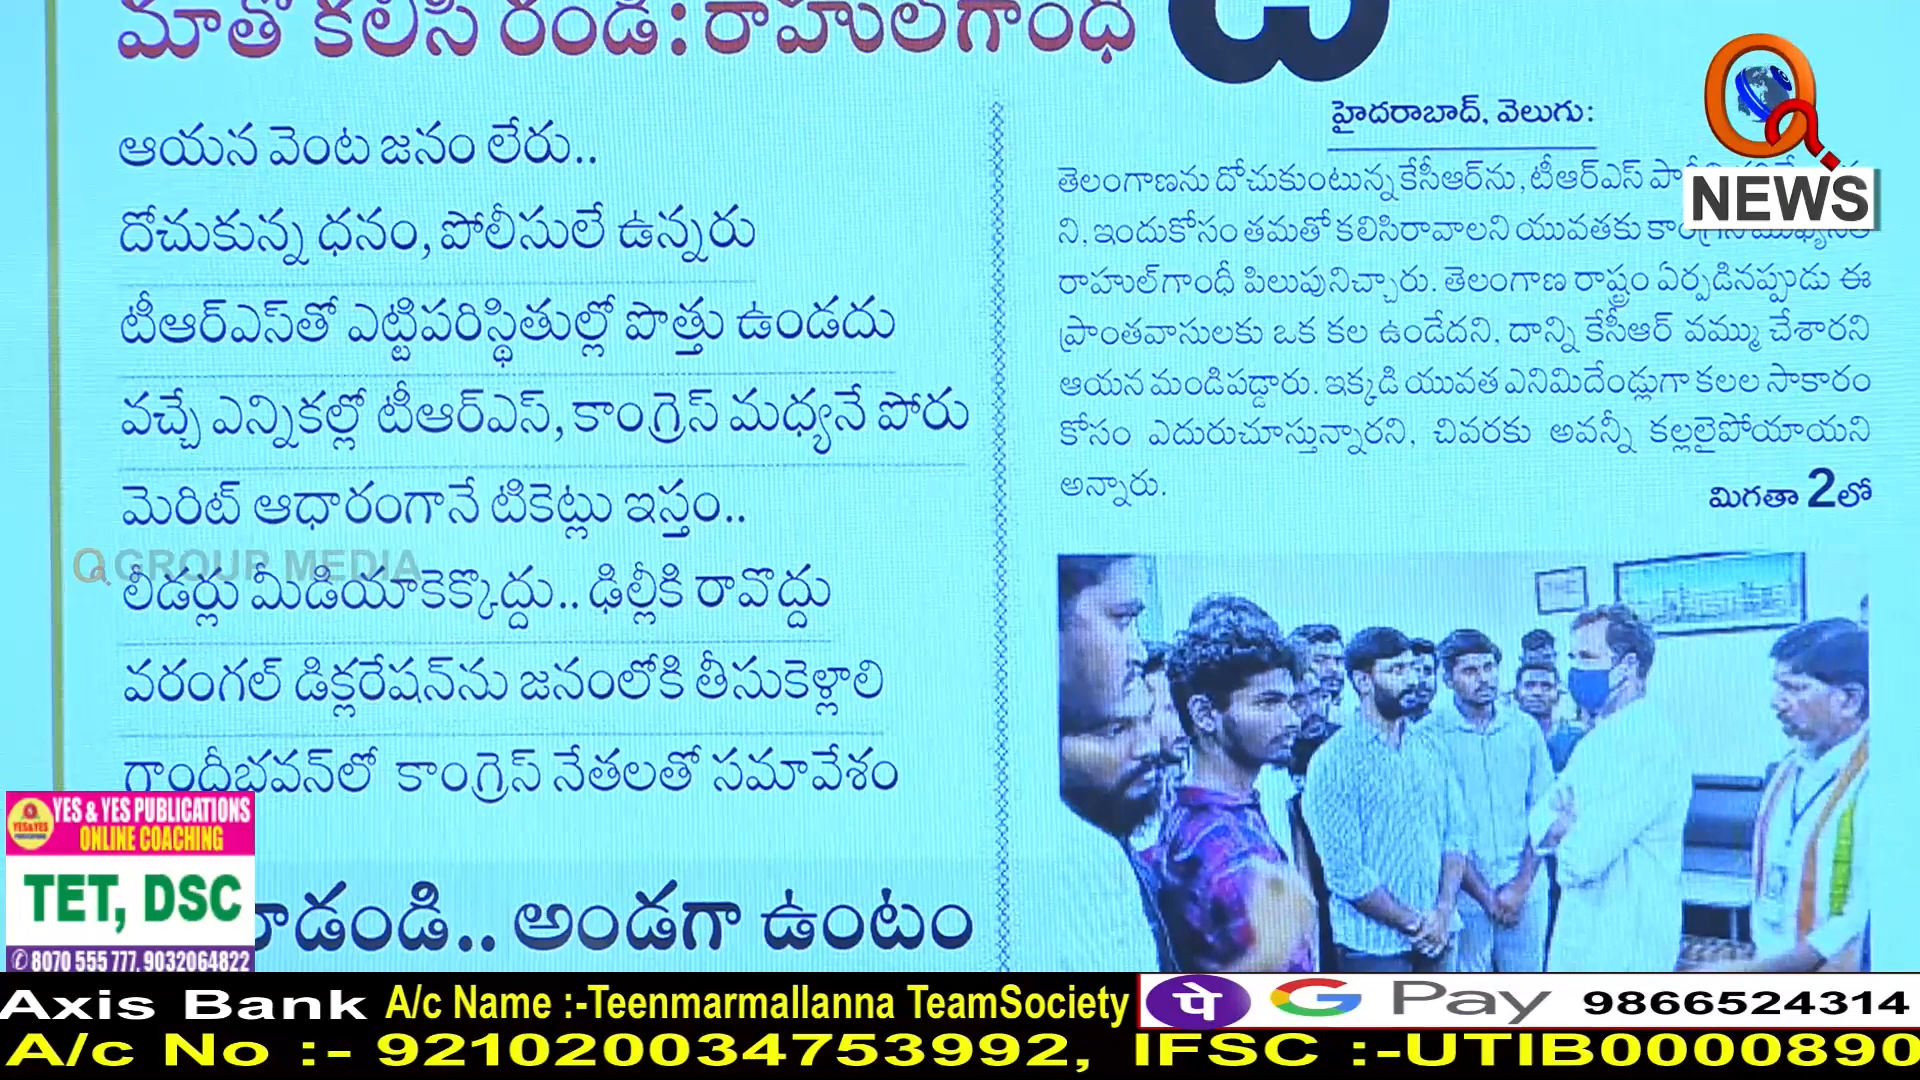 మాతో కలిసి రండి: రాహుల్‌గాంధీ
ఆయన వెంట జనం లేరు..
దోచుకున్న ధనం, పోలీసులే ఉన్నరు
టీఆర్ఎస్‌తో ఎట్టిపరిస్థితుల్లో పొత్తు ఉండదు
వచ్చే ఎన్నికల్లో టీఆర్ఎస్, కాంగ్రెస్ మధ్యనే పోరు
మెరిట్ ఆధారంగానే టికెట్లు ఇస్తం..
లీడర్లు మీడియాకెక్కొద్దు.. ఢిల్లీకి రావొద్దు
వరంగల్ డిక్లరేషన్‌ను జనంలోకి తీసుకెళ్లాలి
గాంధీభవన్‌లో కాంగ్రెస్ నేతలతో సమావేశం
అండగా ఉంటం
హైదరాబాద్, వెలుగు:
తెలంగాణను దోచుకుంటున్న కేసీఆర్‌ను, టీఆర్ఎస్
ని, ఇందుకోసం తమతో కలిసిరావాలని యువతకు
రాహుల్‌గాంధీ పిలుపునిచ్చారు. తెలంగాణ రాష్ట్రం ఏర్పడినప్పుడు ఈ
ప్రాంతవాసులకు ఒక కల ఉండేదని, దాన్ని కేసీఆర్ వమ్ము చేశారని
ఆయన మండిపడ్డారు. ఇక్కడి యువత ఎనిమిదేండ్లుగా కలల సాకారం
కోసం ఎదురుచూస్తున్నారని, చివరకు అవన్నీ కల్లలైపోయాయని
అన్నారు.
మిగతా 2లో
Q
NEWS
Q GROUP MEDIA
YES & YES PUBLICATIONS
ONLINE COACHING
TET, DSC
8070 555 777, 9032064822
Axis Bank A/c Name :-Teenmarmallanna TeamSociety
पे G Pay 9866524314
A/c No :- 921020034753992, IFSC :-UTIB0000890